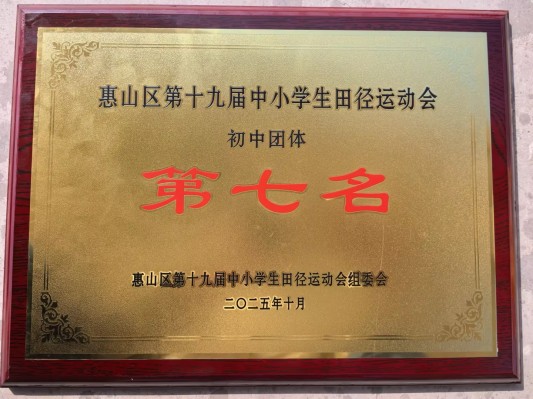 惠山区第十九届中小学生田径运动会
初中团体
第七名
惠山区第十九届中小学生田径运动会组委会
二〇二五年十月